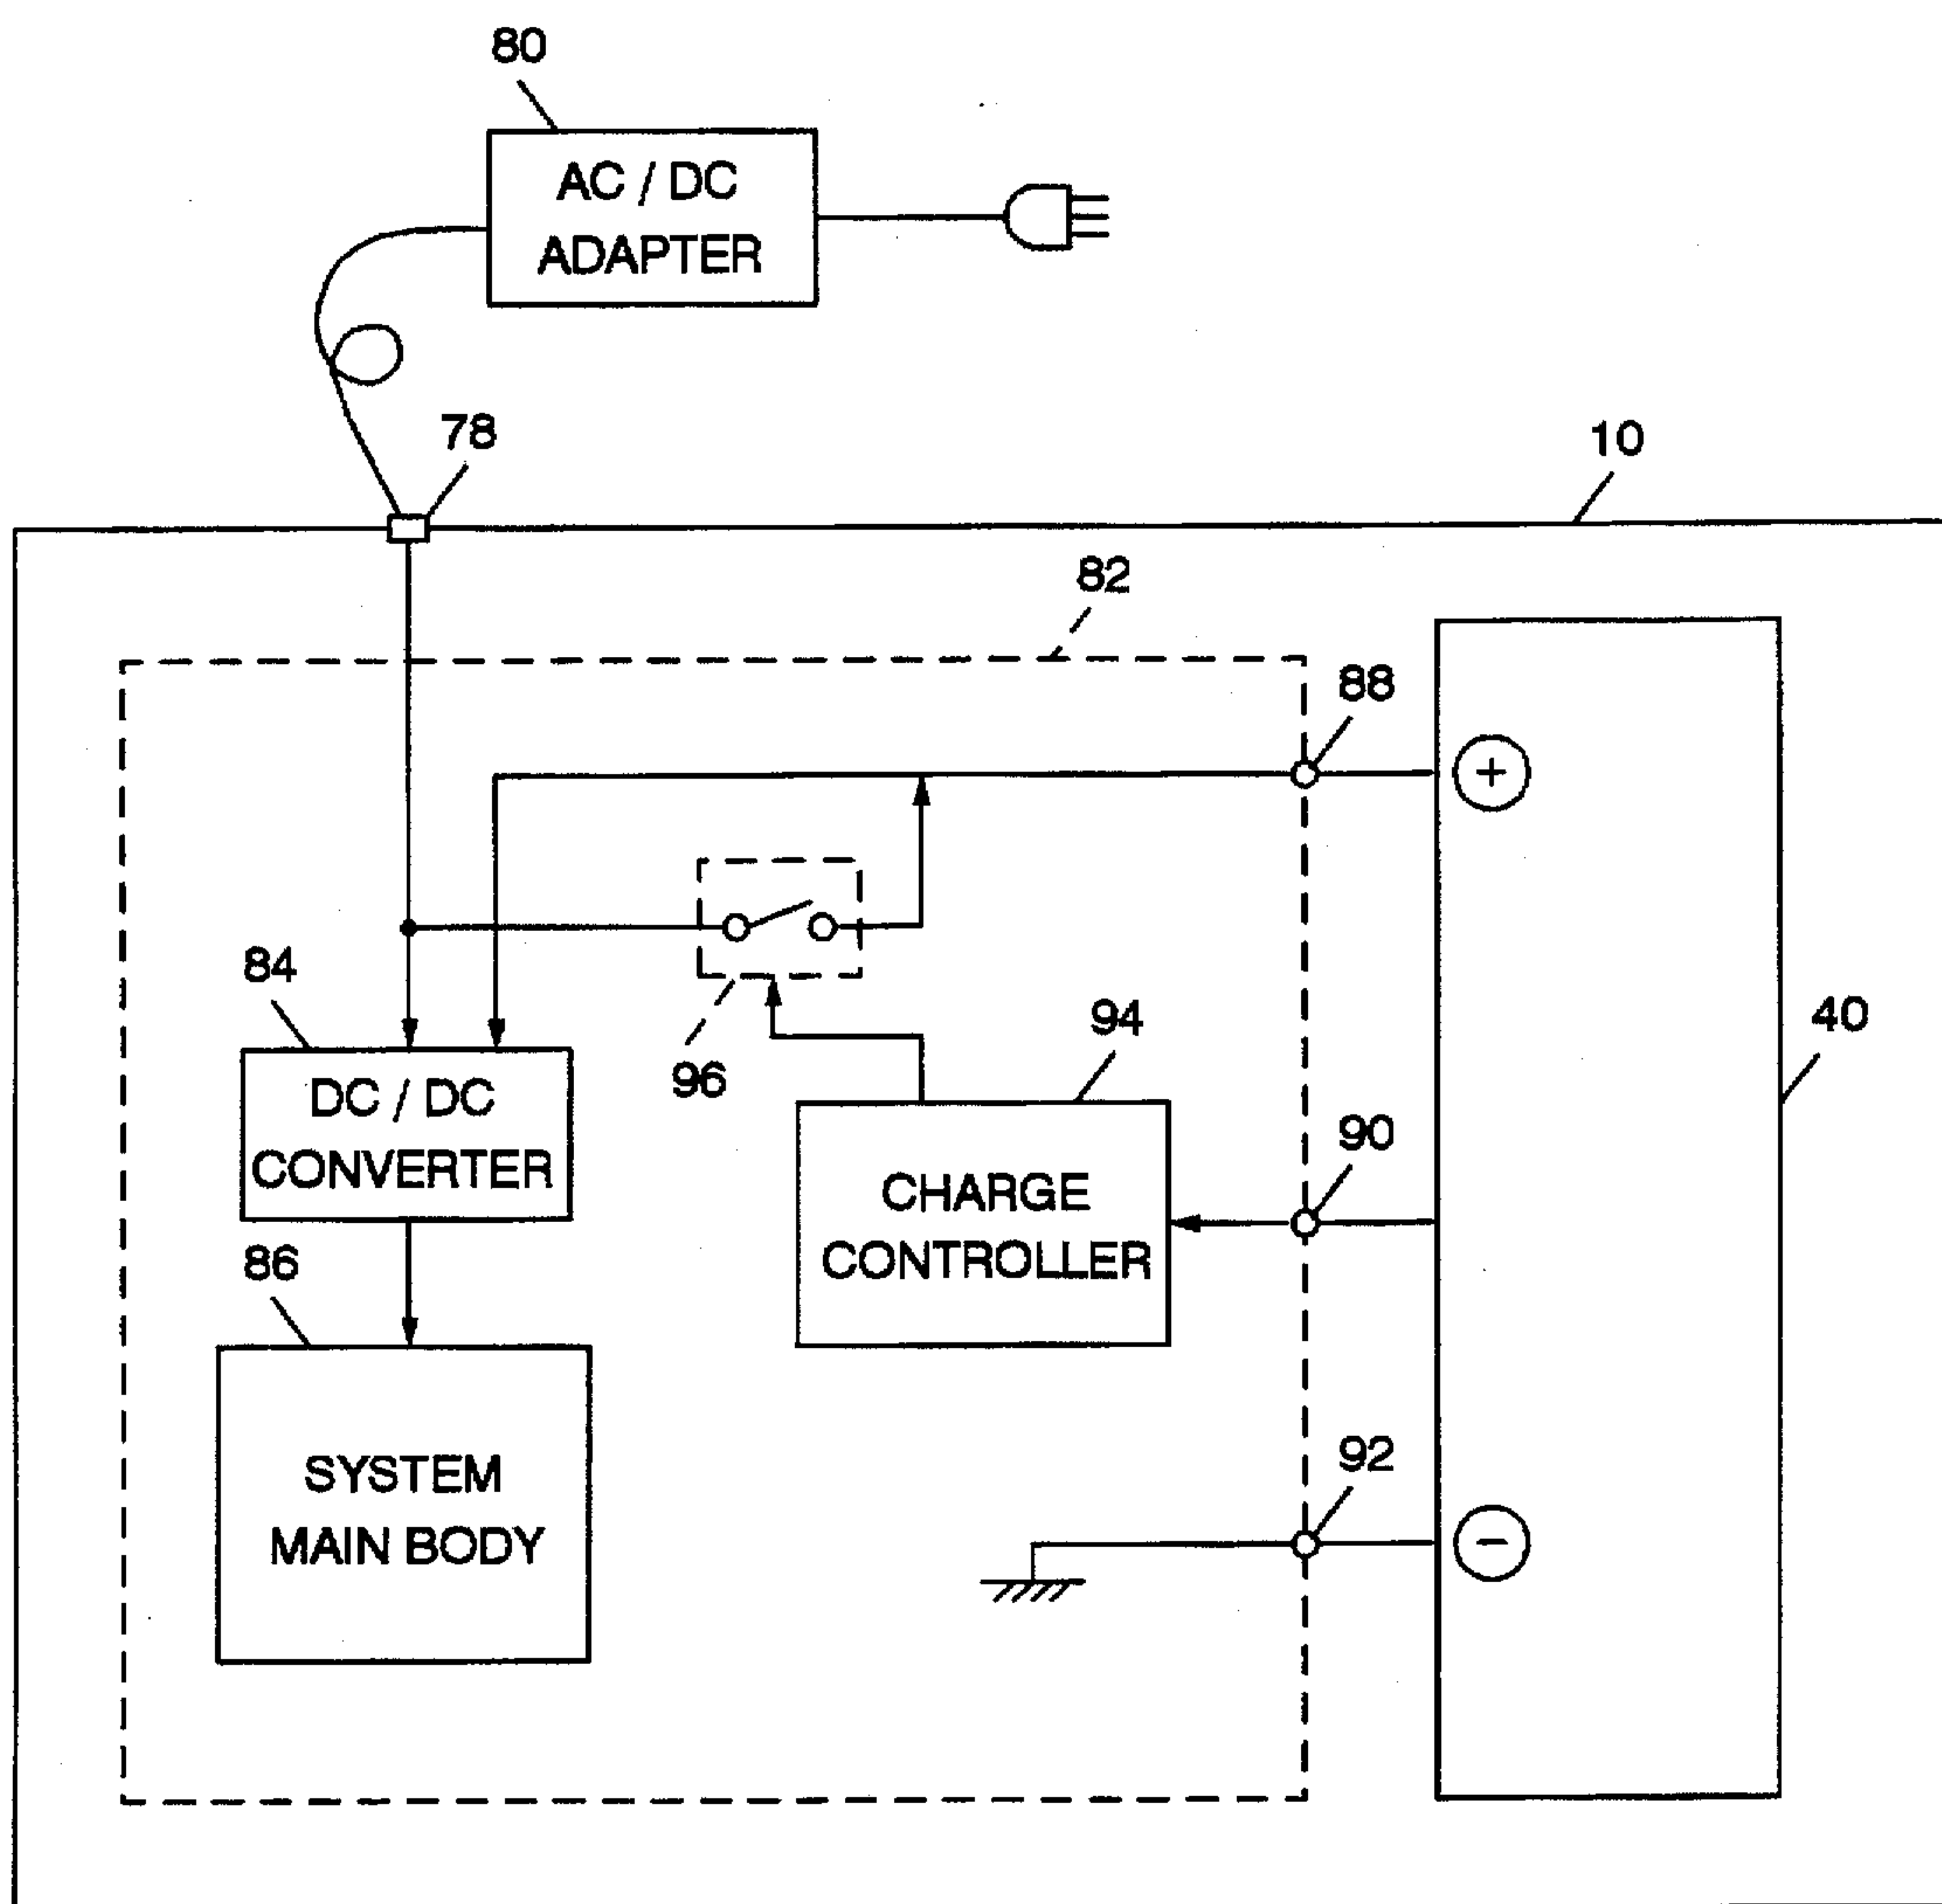 80
AC / DC
ADAPTER
78
10
82
88
+
84
96
94
40
DC / DC
CONVERTER
90
CHARGE
CONTROLLER
86
92
SYSTEM
MAIN BODY
−